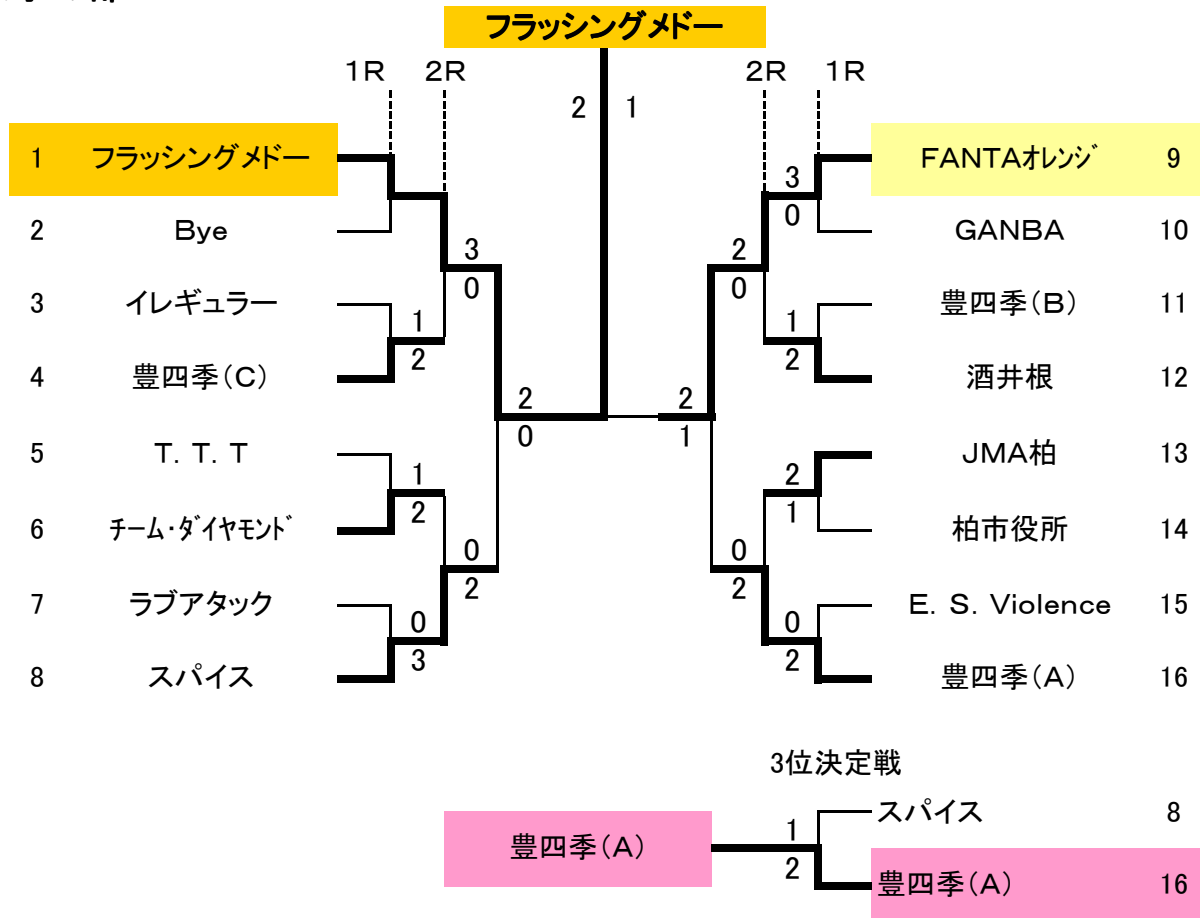 フラッシングメドー
1R 2R 2R 1R
2 1
1 フラッシングメドー FANTAオレンジ 9
3
2 Bye 0 GANBA 10
3 2
0 0
3 イレギュラー 豊四季(B) 11
1 1
2 2
4 豊四季(C) 酒井根 12
2 2
0 1
5 T.T.T JMA柏 13
1 2
2 1
6 チーム・ダイヤモンド 柏市役所 14
0 0
2 2
7 ラブアタック E.S.Violence 15
0 0
3 2
8 スパイス 豊四季(A) 16
3位決定戦
スパイス 8
1
豊四季(A)
2
豊四季(A) 16